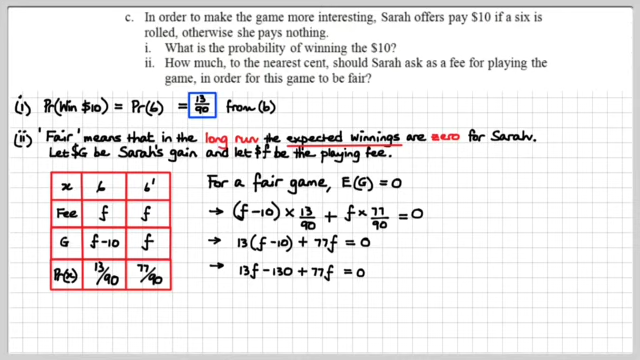 c. In order to make the game more interesting, Sarah offers pay $10 if a six is
rolled, otherwise she pays nothing.
i. What is the probability of winning the $10?
ii. How much, to the nearest cent, should Sarah ask as a fee for playing the
game, in order for this game to be fair?
(i) Pr(Win $10) = Pr(6) = 13/90 from (b)
(ii) 'Fair' means that in the long run the expected winnings are zero for Sarah.
Let $G be Sarah's gain and let $f be the playing fee.
x 6 6'
Fee f f
G f-10 f
Pr(x) 13/90 77/90
For a fair game, E(G) = 0
→ (f-10) × 13/90 + f × 77/90 = 0
→ 13(f-10) + 77f = 0
→ 13f - 130 + 77f = 0